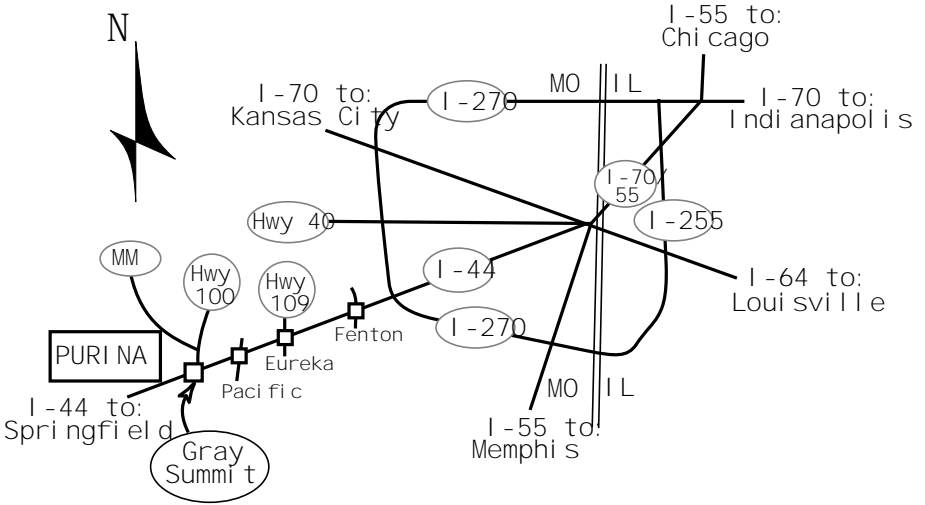 N
I-55 to:
Chicago
I-70 to:
Kansas City
I-270
MO
IL
I-70 to:
Indianapolis
I-70/
55
Hwy 40
I-255
MM
Hwy
100
Hwy
109
I-44
I-64 to:
Louisville
I-270
Fenton
PURINA
Eureka
Pacific
MO
IL
I-44 to:
Springfield
I-55 to:
Memphis
Gray
Summit